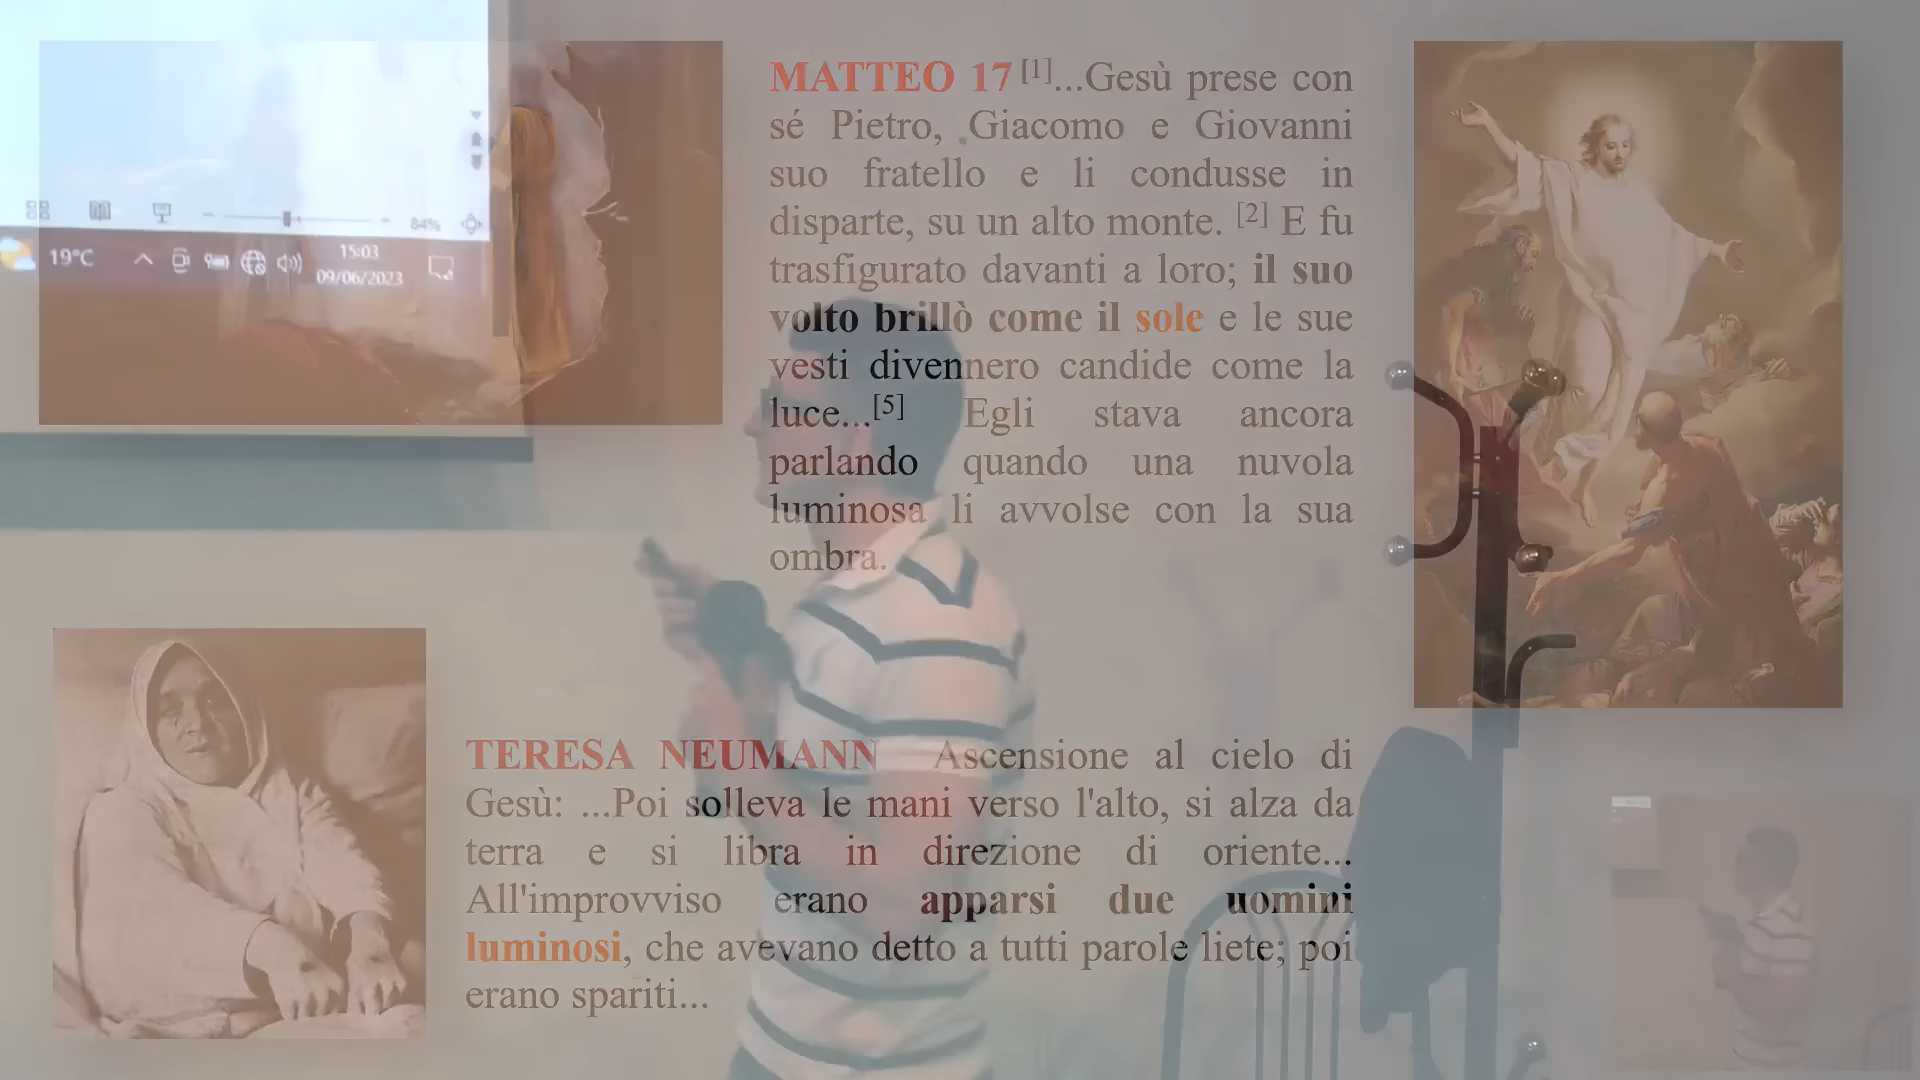 MATTEO 17 [1]...Gesù prese con
sé Pietro, Giacomo e Giovanni
suo fratello e li condusse in
disparte, su un alto monte. [2] E fu
trasfigurato davanti a loro; il suo
volto brillò come il sole e le sue
vesti divennero candide come la
luce...[5] Egli stava ancora
parlando quando una nuvola
luminosa li avvolse con la sua
ombra.
84%
19°C
15:03
09/06/2023
TERESA NEUMANN Ascensione al cielo di
Gesù: ...Poi solleva le mani verso l'alto, si alza da
terra e si libra in direzione di oriente...
All'improvviso erano apparsi due uomini
luminosi, che avevano detto a tutti parole liete; poi
erano spariti...